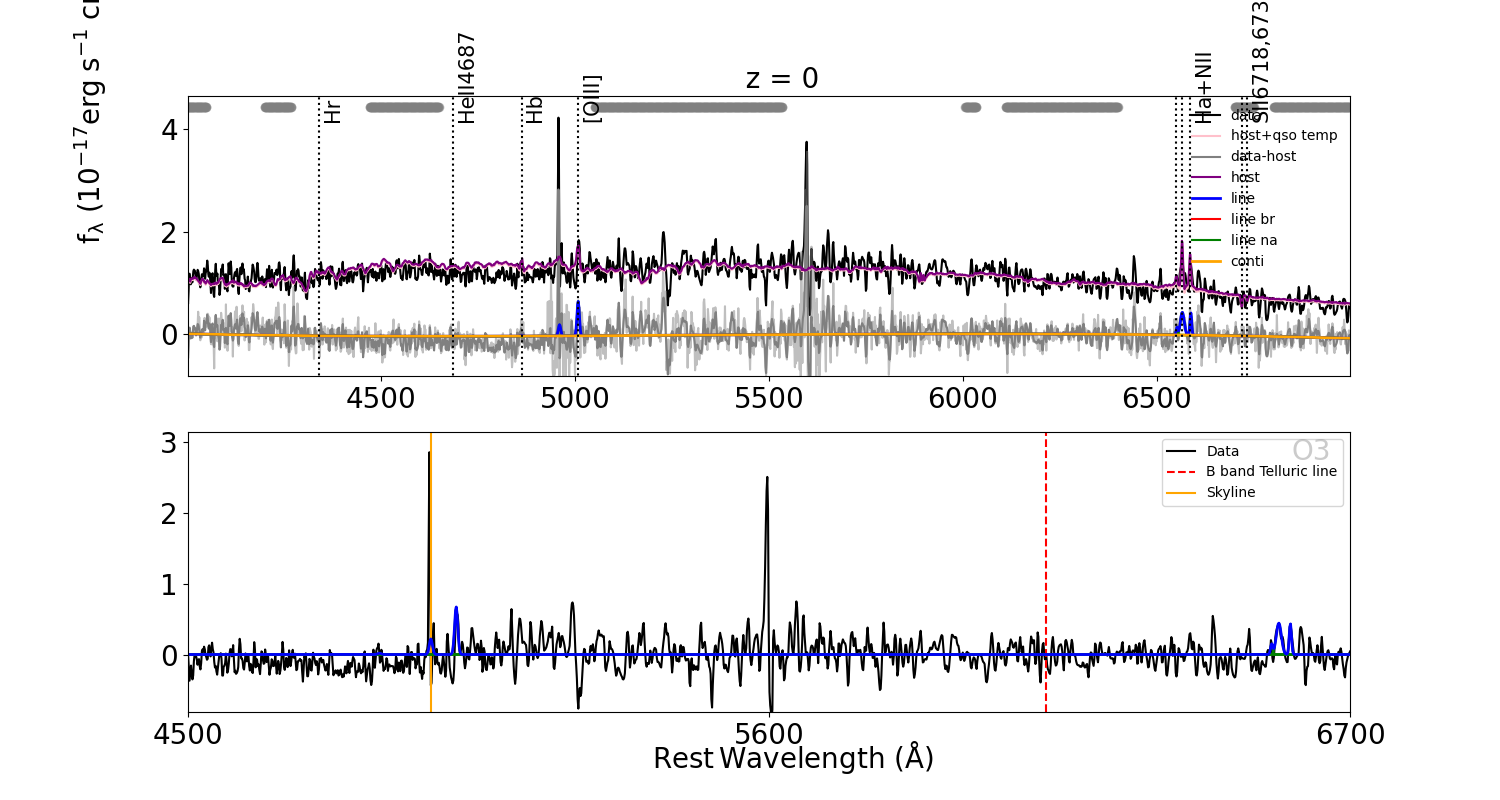 z = 0
f_λ (10^−17 erg s^−1
Hr
HeII4687
Hb
[OIII]
Ha+NII
SII6718,673
data
host+qso temp
data-host
host
line
line br
line na
conti
4
2
0
4500
5000
5500
6000
6500
O3
Data
B band Telluric line
Skyline
3
2
1
0
4500
5600
6700
Rest Wavelength (Å)